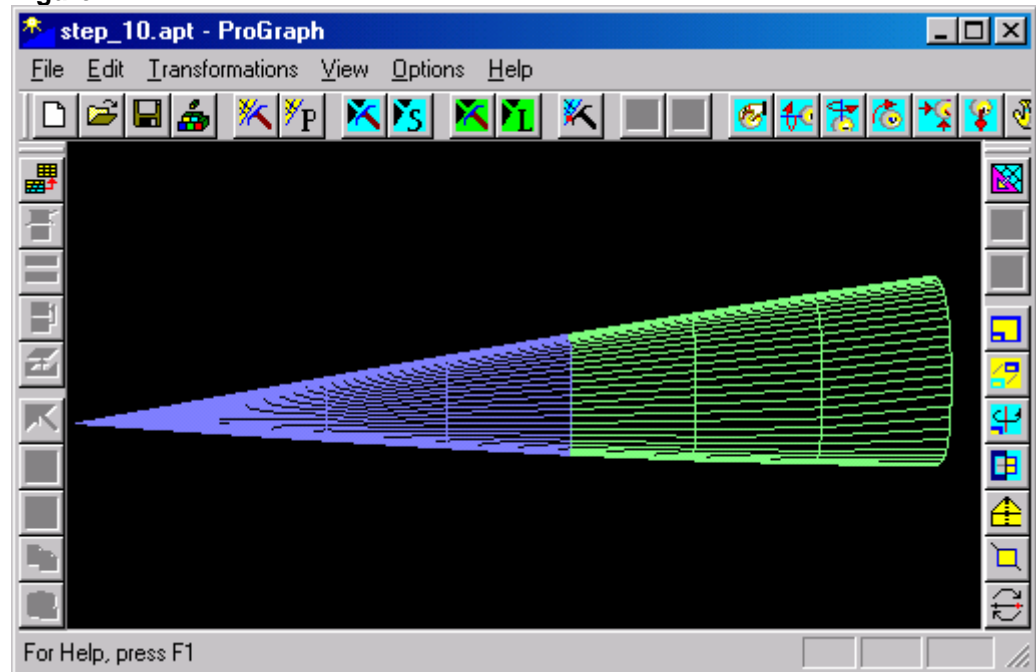 step_10.apt - ProGraph
File Edit Transformations View Options Help
P S L
For Help, press F1